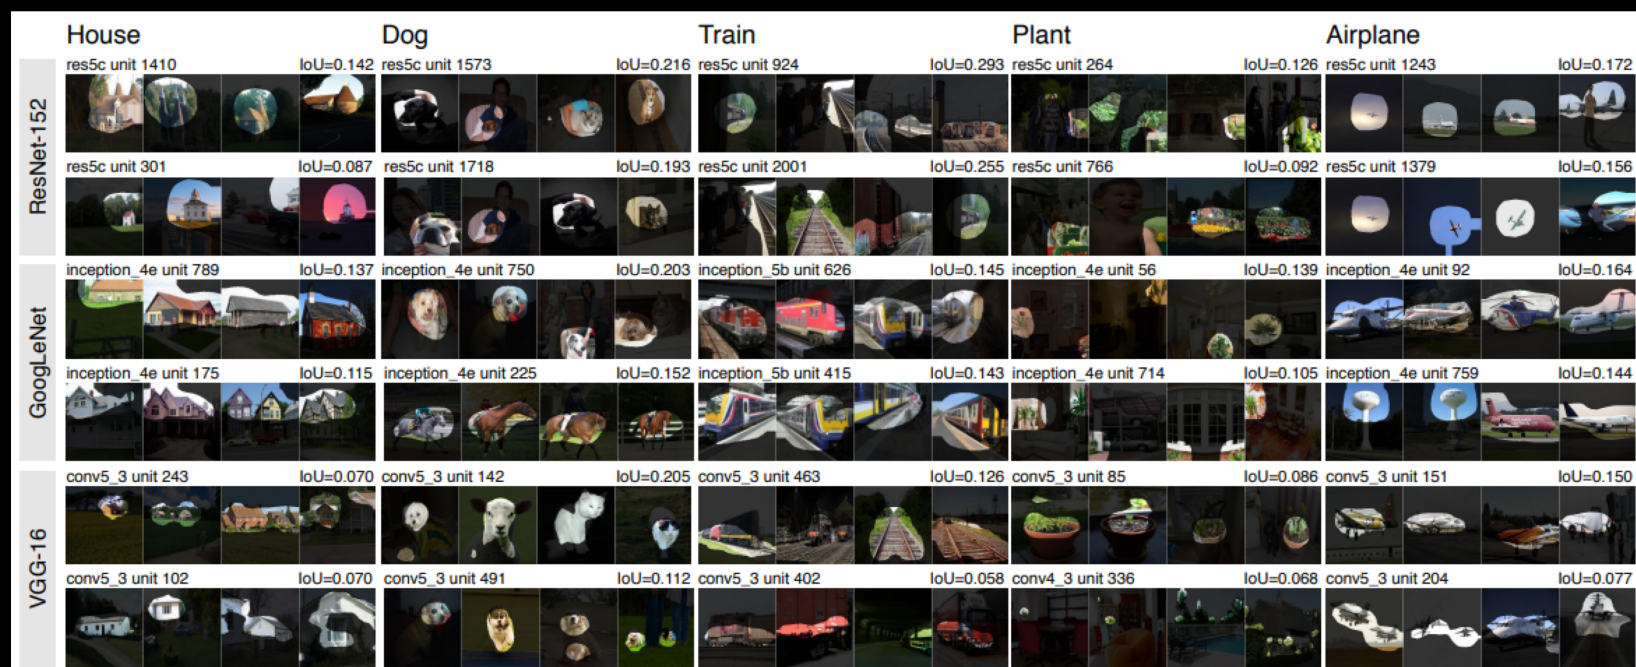 House Dog Train Plant Airplane
ResNet-152
res5c unit 1410 IoU=0.142 res5c unit 1573 IoU=0.216 res5c unit 924 IoU=0.293 res5c unit 264 IoU=0.126 res5c unit 1243 IoU=0.172
res5c unit 301 IoU=0.087 res5c unit 1718 IoU=0.193 res5c unit 2001 IoU=0.255 res5c unit 766 IoU=0.092 res5c unit 1379 IoU=0.156
GoogLeNet
inception_4e unit 789 IoU=0.137 inception_4e unit 750 IoU=0.203 inception_5b unit 626 IoU=0.145 inception_4e unit 56 IoU=0.139 inception_4e unit 92 IoU=0.164
inception_4e unit 175 IoU=0.115 inception_4e unit 225 IoU=0.152 inception_5b unit 415 IoU=0.143 inception_4e unit 714 IoU=0.105 inception_4e unit 759 IoU=0.144
VGG-16
conv5_3 unit 243 IoU=0.070 conv5_3 unit 142 IoU=0.205 conv5_3 unit 463 IoU=0.126 conv5_3 unit 85 IoU=0.086 conv5_3 unit 151 IoU=0.150
conv5_3 unit 102 IoU=0.070 conv5_3 unit 491 IoU=0.112 conv5_3 unit 402 IoU=0.058 conv4_3 unit 336 IoU=0.068 conv5_3 unit 204 IoU=0.077